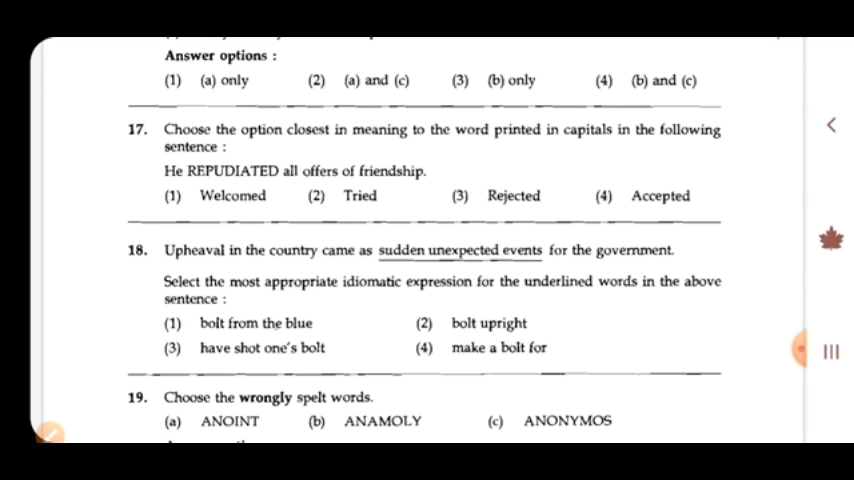 Answer options :
(1) (a) only (2) (a) and (c) (3) (b) only (4) (b) and (c)
17. Choose the option closest in meaning to the word printed in capitals in the following
sentence :
He REPUDIATED all offers of friendship.
(1) Welcomed (2) Tried (3) Rejected (4) Accepted
18. Upheaval in the country came as sudden unexpected events for the government.
Select the most appropriate idiomatic expression for the underlined words in the above
sentence :
(1) bolt from the blue (2) bolt upright
(3) have shot one's bolt (4) make a bolt for
19. Choose the wrongly spelt words.
(a) ANOINT (b) ANAMOLY (c) ANONYMOS